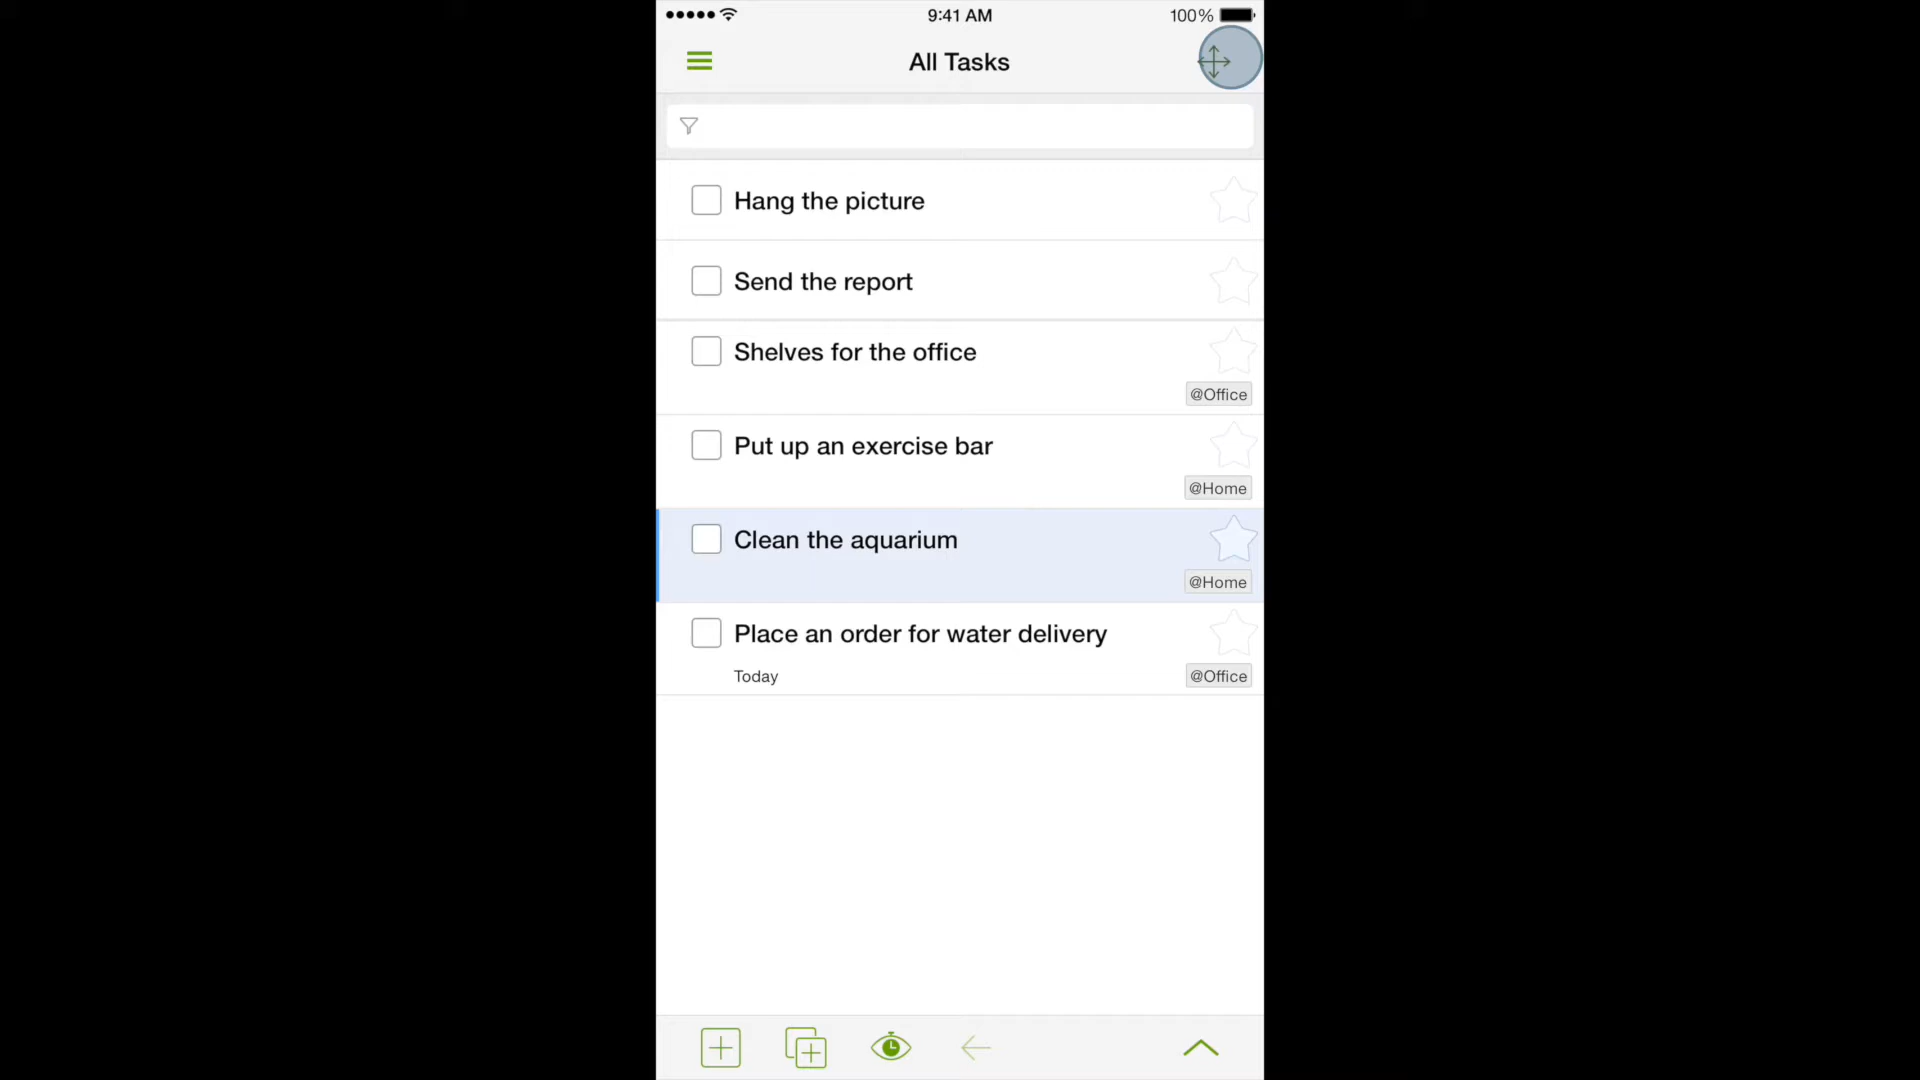 9:41 AM
100%
All Tasks
Hang the picture
Send the report
Shelves for the office
@Office
Put up an exercise bar
@Home
Clean the aquarium
@Home
Place an order for water delivery
Today
@Office